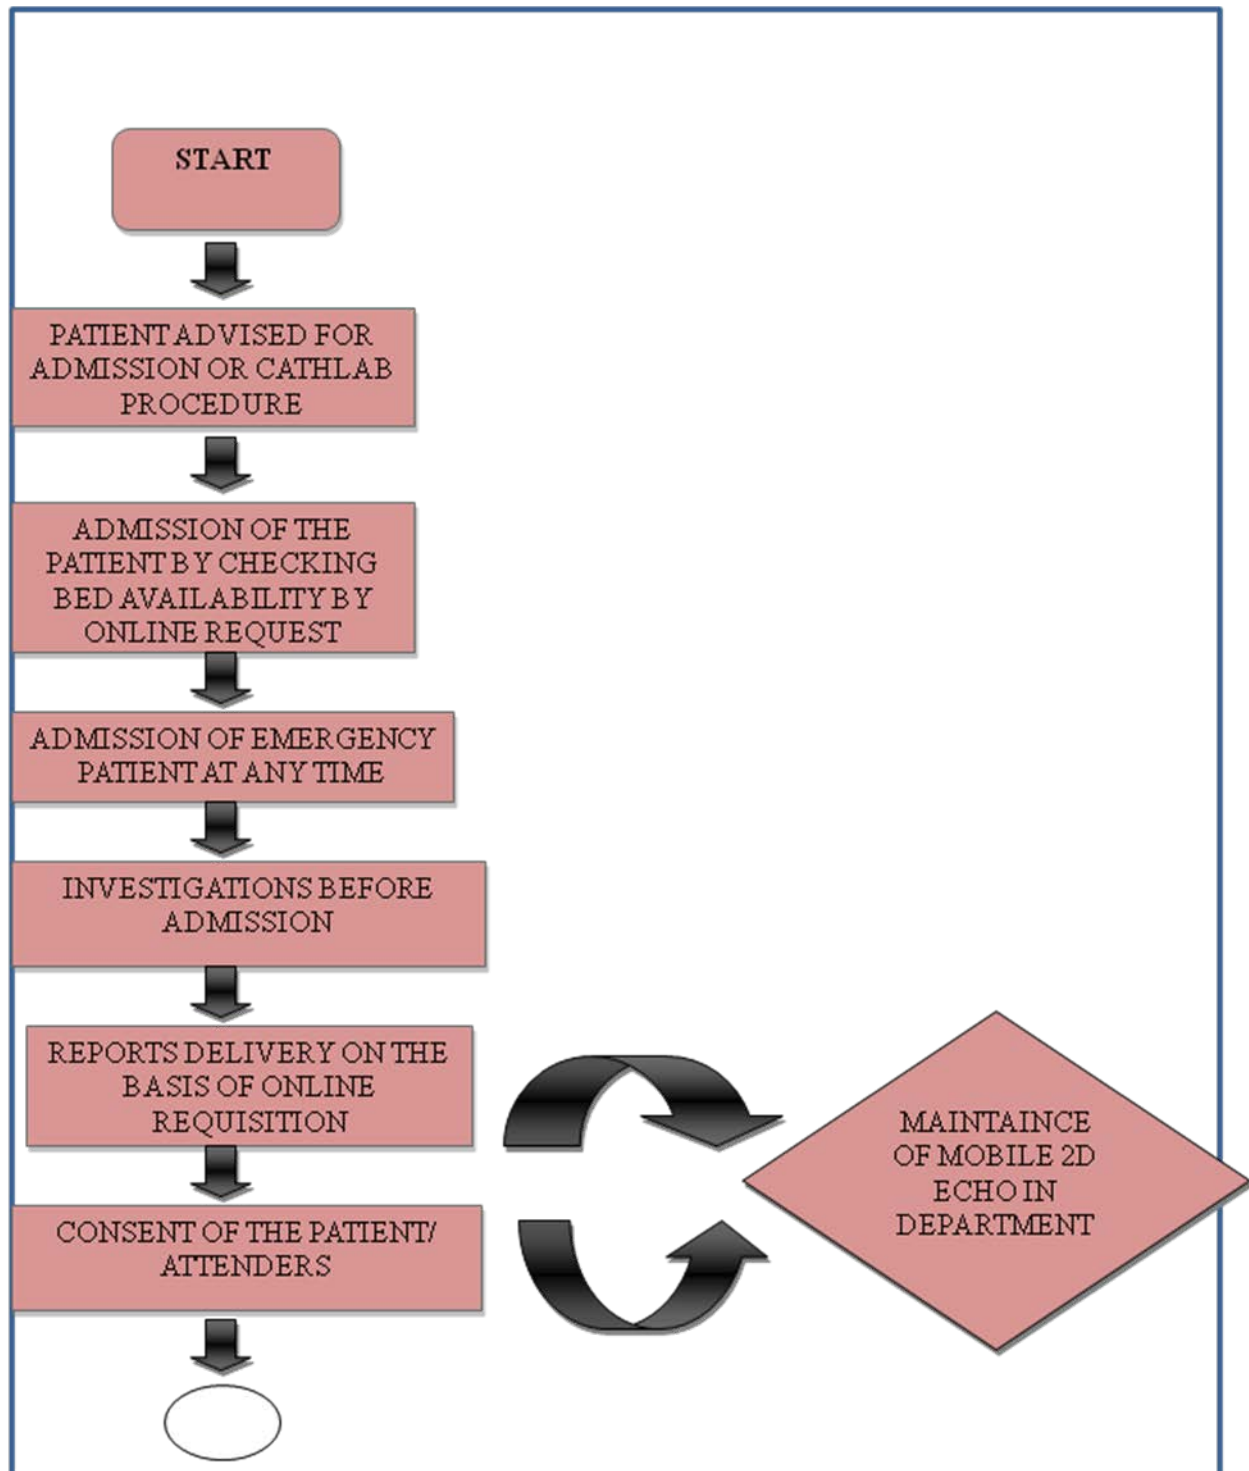 START
PATIENT ADVISED FOR
ADMISSION OR CATHLAB
PROCEDURE
ADMISSION OF THE
PATIENT BY CHECKING
BED AVAILABILITY BY
ONLINE REQUEST
ADMISSION OF EMERGENCY
PATIENT AT ANY TIME
INVESTIGATIONS BEFORE
ADMISSION
REPORTS DELIVERY ON THE
BASIS OF ONLINE
REQUISITION
CONSENT OF THE PATIENT/
ATTENDERS
MAINTAINCE
OF MOBILE 2D
ECHO IN
DEPARTMENT